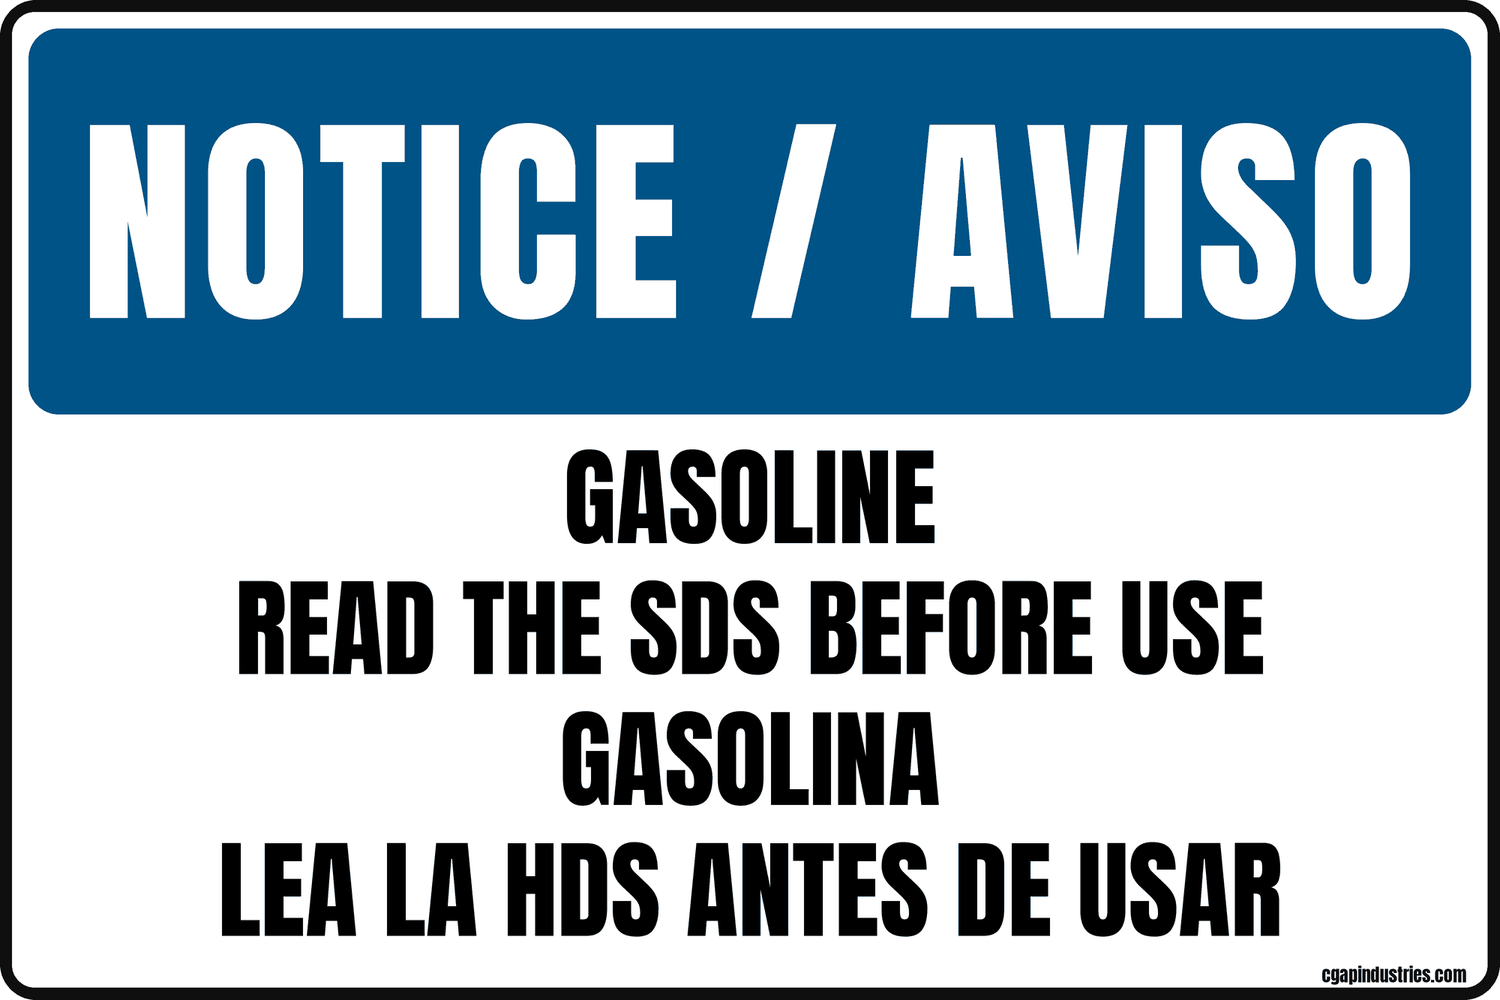 NOTICE / AVISO
GASOLINE
READ THE SDS BEFORE USE
GASOLINA
LEA LA HDS ANTES DE USAR
cgapindustries.com